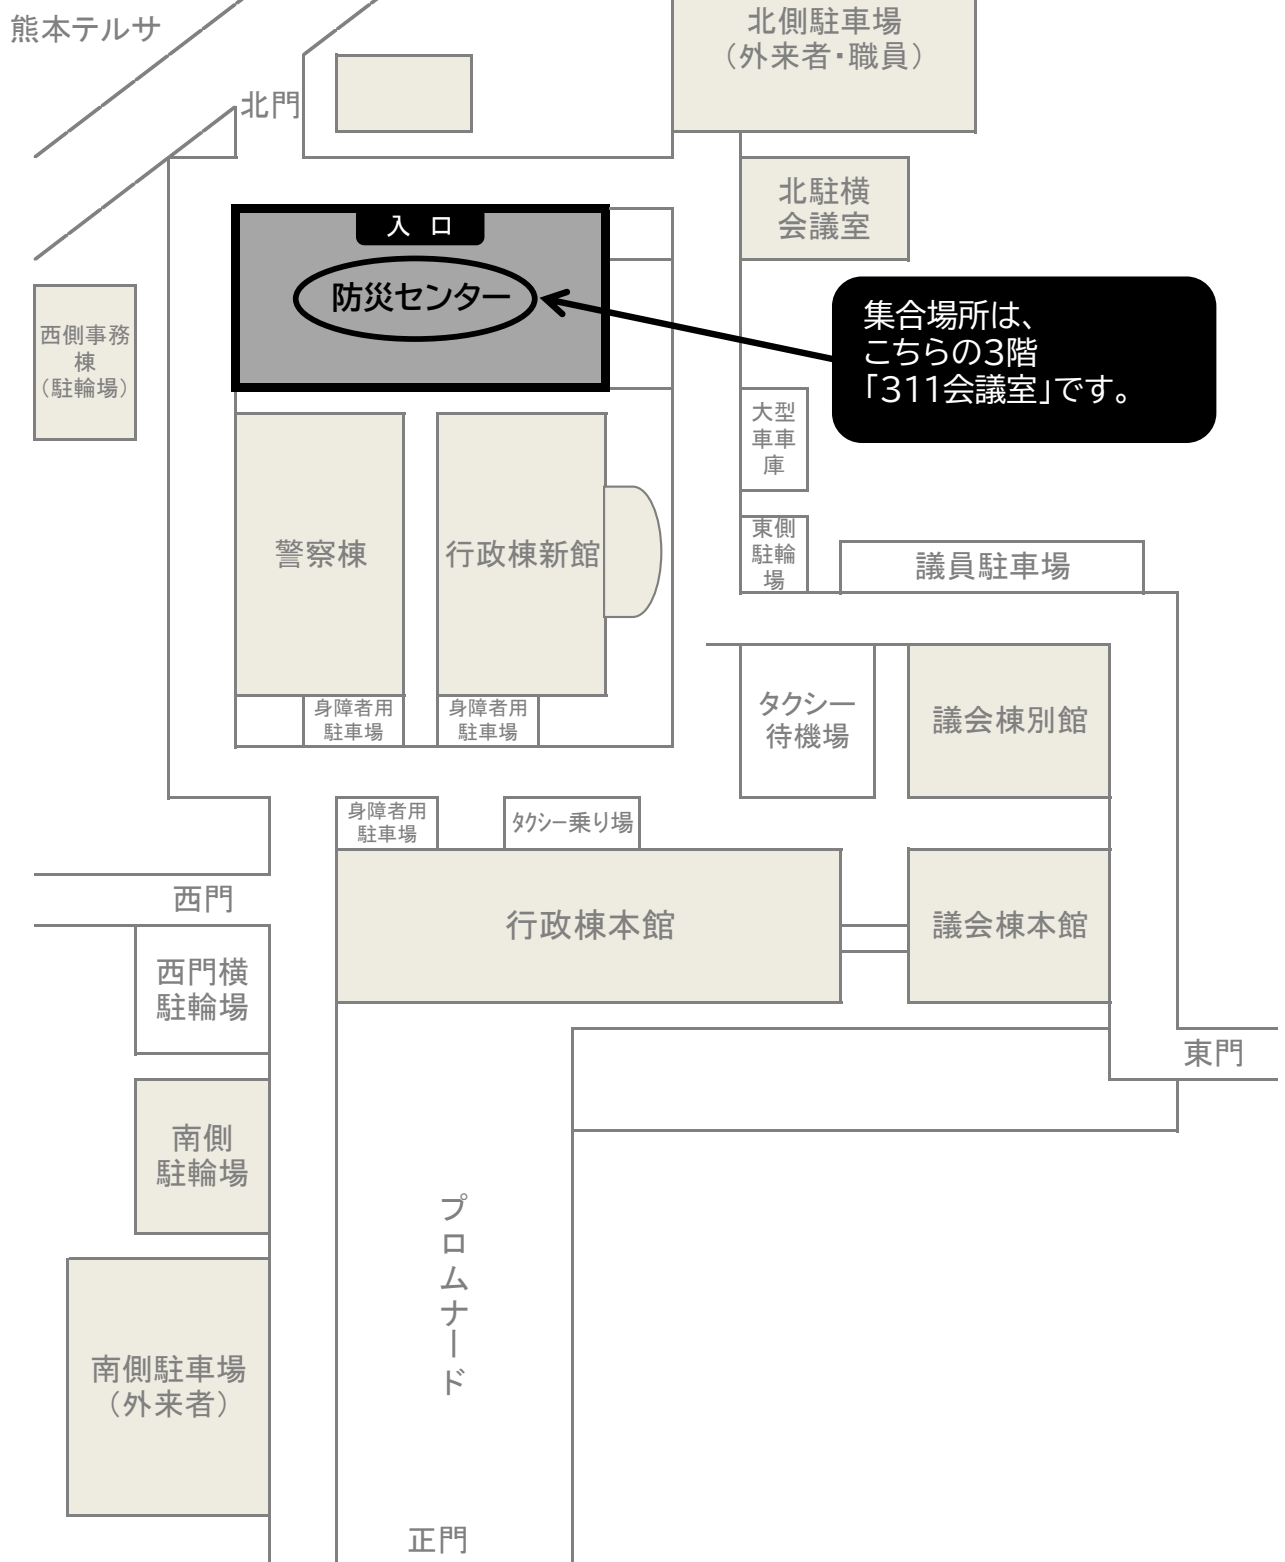 熊本テルサ
北側駐車場
（外来者・職員）
北門
北駐横
会議室
入 口
防災センター
集合場所は、
こちらの3階
「311会議室」です。
西側事務
棟
（駐輪場）
大型
車車
庫
東側
駐輪
場
警察棟
行政棟新館
議員駐車場
身障者用
駐車場
身障者用
駐車場
タクシー
待機場
議会棟別館
身障者用
駐車場
ﾀｸｼｰ乗り場
西門
行政棟本館
議会棟本館
西門横
駐輪場
東門
南側
駐輪場
プロムナード
南側駐車場
（外来者）
正門